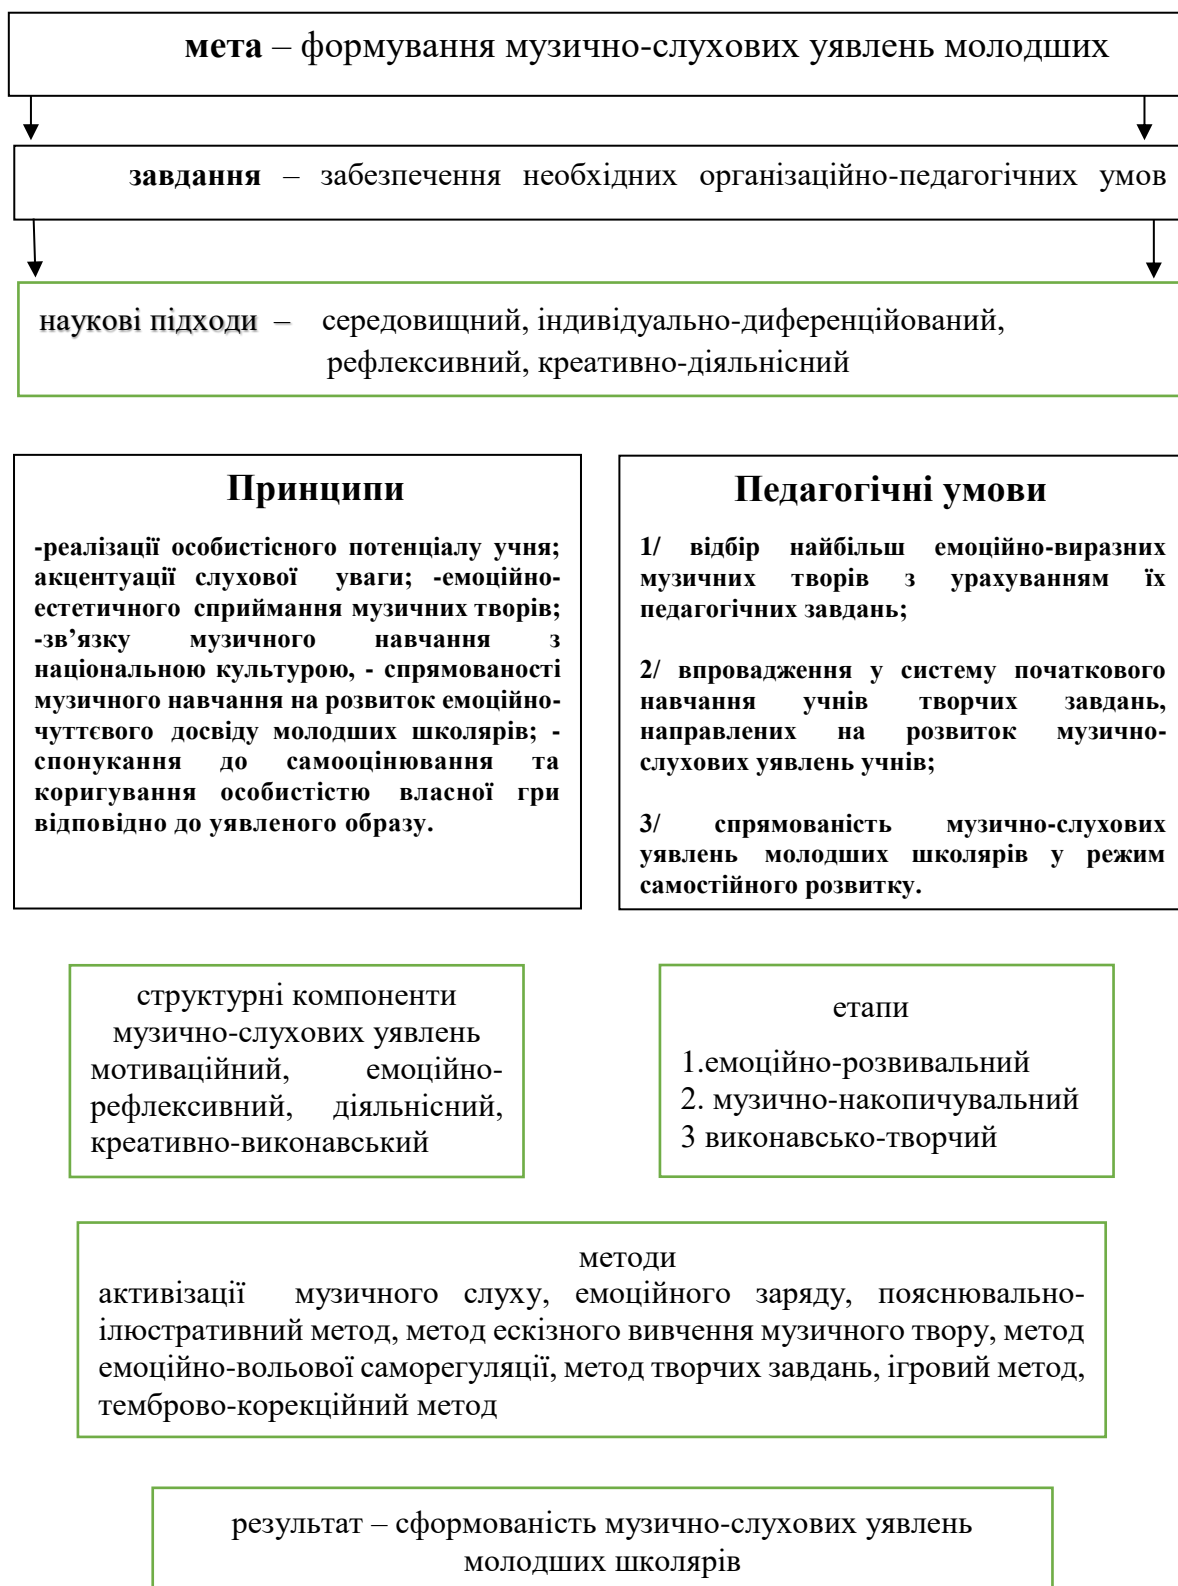 мета – формування музично-слухових уявлень молодших
завдання – забезпечення необхідних організаційно-педагогічних умов
наукові підходи – середовищний, індивідуально-диференційований,
рефлексивний, креативно-діяльнісний
Принципи
-реалізації особистісного потенціалу учня;
акцентуації слухової уваги; -емоційно-
естетичного сприймання музичних творів;
-зв’язку музичного навчання з
національною культурою, - спрямованості
музичного навчання на розвиток емоційно-
чуттєвого досвіду молодших школярів; -
спонукання до самооцінювання та
коригування особистістю власної гри
відповідно до уявленого образу.
Педагогічні умови
1/ відбір найбільш емоційно-виразних
музичних творів з урахуванням їх
педагогічних завдань;
2/ впровадження у систему початкового
навчання учнів творчих завдань,
направлених на розвиток музично-
слухових уявлень учнів;
3/ спрямованість музично-слухових
уявлень молодших школярів у режим
самостійного розвитку.
структурні компоненти
музично-слухових уявлень
мотиваційний, емоційно-
рефлексивний, діяльнісний,
креативно-виконавський
етапи
1.емоційно-розвивальний
2. музично-накопичувальний
3 виконавсько-творчий
методи
активізації музичного слуху, емоційного заряду, пояснювально-
ілюстративний метод, метод ескізного вивчення музичного твору, метод
емоційно-вольової саморегуляції, метод творчих завдань, ігровий метод,
темброво-корекційний метод
результат – сформованість музично-слухових уявлень
молодших школярів